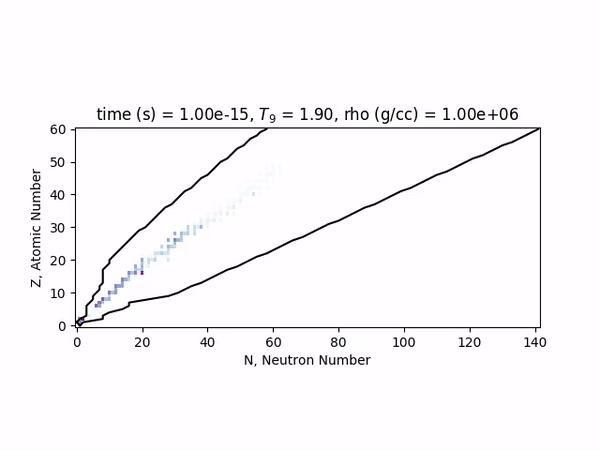 time (s) = 1.00e-15, T₉ = 1.90, rho (g/cc) = 1.00e+06
60
50
40
30
20
10
0
Z, Atomic Number
0 20 40 60 80 100 120 140
N, Neutron Number